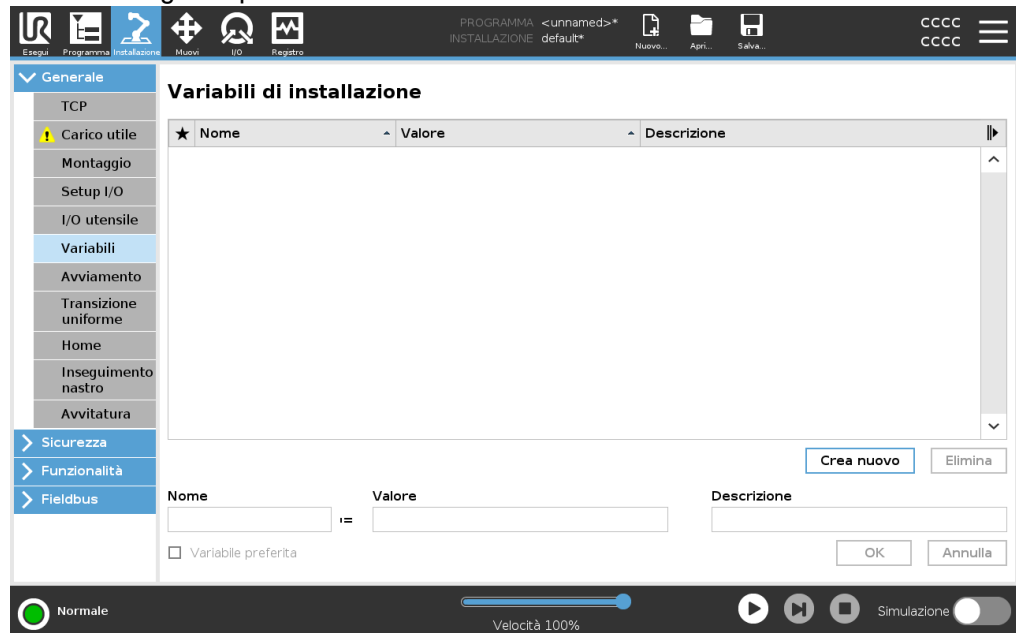 PROGRAMMA <unnamed>*
INSTALLAZIONE default*
CCCC
CCCC
Esegui Programma Installazione Muovi I/O Registro Nuovo... Apri... Salva...
Generale
TCP
Carico utile
Montaggio
Setup I/O
I/O utensile
Variabili
Avviamento
Transizione
uniforme
Home
Inseguimento
nastro
Avvitatura
Sicurezza
Funzionalità
Fieldbus
Variabili di installazione
Nome Valore Descrizione
Crea nuovo Elimina
Nome Valore Descrizione
:=
Variabile preferita OK Annulla
Normale
Velocità 100%
Simulazione